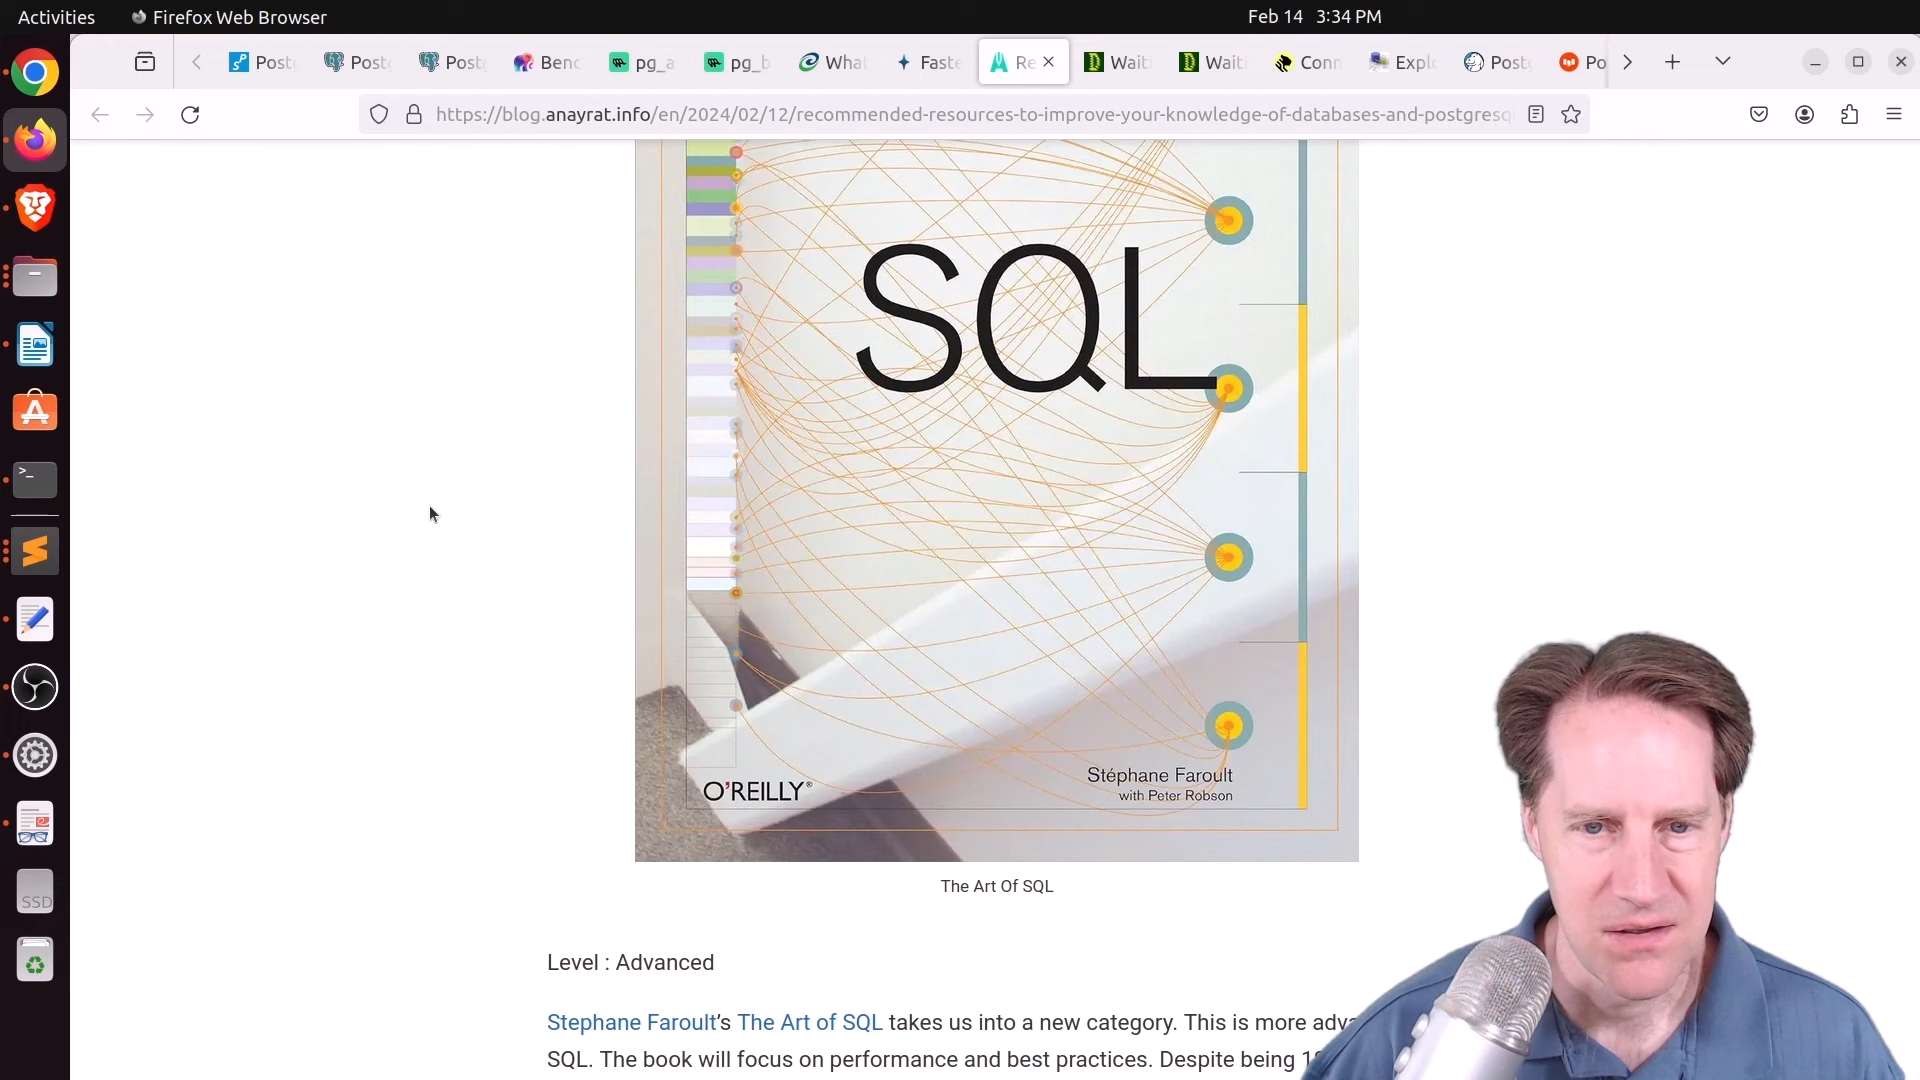 Activities
Firefox Web Browser
Feb 14 3:34 PM
Post
Post
Post
Benc
pg_a
pg_b
What
Faste
Re
Wait
Wait
Conn
Explo
Post
Po
https://blog.anayrat.info/en/2024/02/12/recommended-resources-to-improve-your-knowledge-of-databases-and-postgresq
SQL
Stéphane Faroult
with Peter Robson
O'REILLY®
The Art Of SQL
Level : Advanced
Stephane Faroult's The Art of SQL takes us into a new category. This is more adva
SQL. The book will focus on performance and best practices. Despite being
SSD